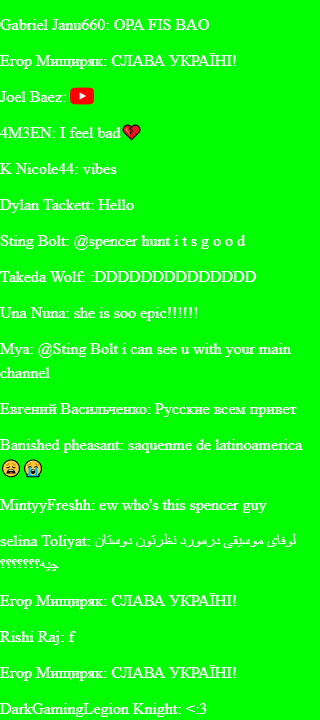 Gabriel Janu660: OPA FIS BAO
Егор Мищиряк: СЛАВА УКРАЇНІ!
Joel Baez:
4M3EN: I feel bad💔
K Nicole44: vibes
Dylan Tackett: Hello
Sting Bolt: @spencer hunt i t s g o o d
Takeda Wolf: :DDDDDDDDDDDDDD
Una Nuna: she is soo epic!!!!!!
Mya: @Sting Bolt i can see u with your main
channel
Евгений Васильченко: Русские всем привет
Banished pheasant: saquenme de latinoamerica
😩😭
MintyyFreshh: ew who's this spencer guy
selina Toliyat: لوفای موسیقی درمورد نظرتون دوستان
چیه؟؟؟؟؟؟؟
Егор Мищиряк: СЛАВА УКРАЇНІ!
Rishi Raj: f
Егор Мищиряк: СЛАВА УКРАЇНІ!
DarkGamingLegion Knight: <:3